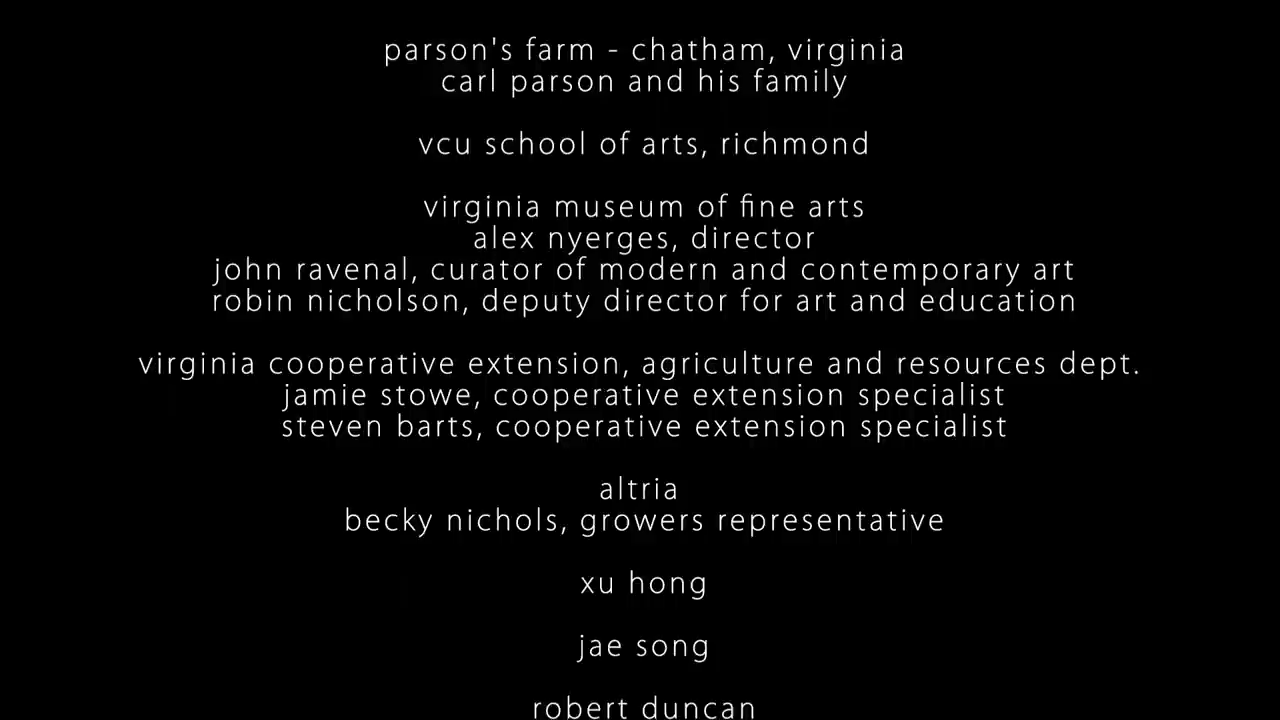 parson's farm - chatham, virginia
carl parson and his family
vcu school of arts, richmond
virginia museum of fine arts
alex nyerges, director
john ravenal, curator of modern and contemporary art
robin nicholson, deputy director for art and education
virginia cooperative extension, agriculture and resources dept.
jamie stowe, cooperative extension specialist
steven barts, cooperative extension specialist
altria
becky nichols, growers representative
xu hong
jae song
robert duncan